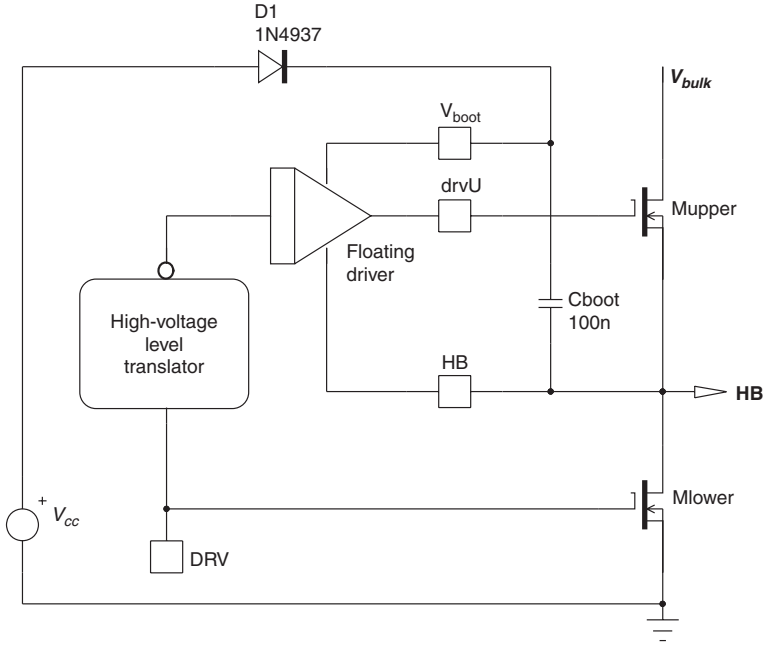 D1
1N4937
V_bulk
V_boot
drvU
Mupper
Floating
driver
High-voltage
level
translator
Cboot
100n
HB
HB
Mlower
+
V_cc
DRV